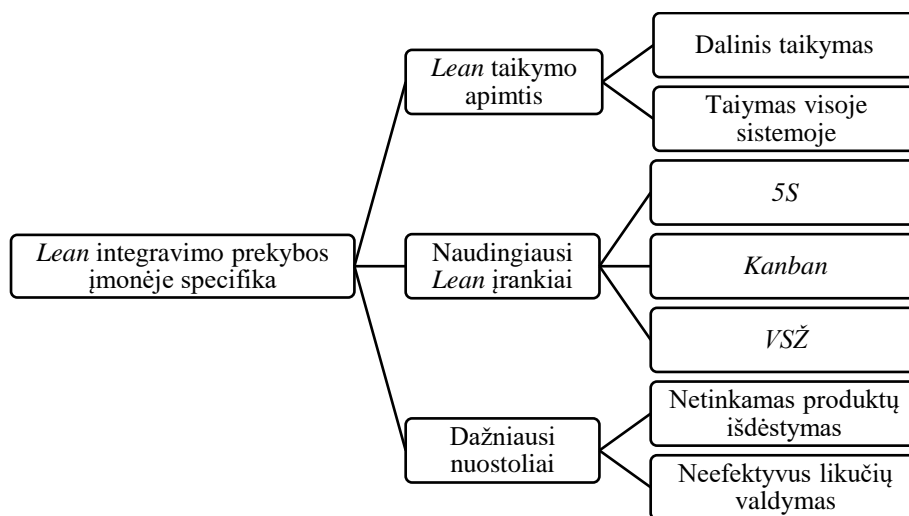 Lean integravimo prekybos
įmonėje specifika
Lean taikymo
apimtis
Dalinis taikymas
Taiymas visoje
sistemoje
Naudingiausi
Lean įrankiai
5S
Kanban
VSŽ
Dažniausi
nuostoliai
Netinkamas produktų
išdėstymas
Neefektyvus likučių
valdymas